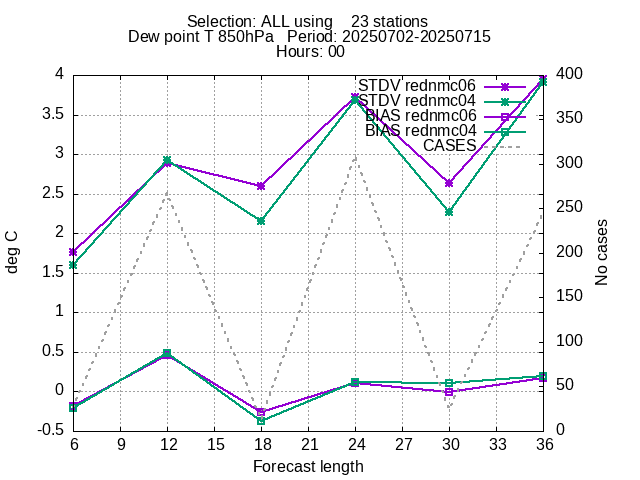 Selection: ALL using 23 stations
Dew point T 850hPa Period: 20250702-20250715
Hours: 00
4
3.5
3
2.5
2
1.5
1
0.5
0
-0.5
deg C
STDV rednmc06
STDV rednmc04
BIAS rednmc06
BIAS rednmc04
CASES
400
350
300
250
200
150
100
50
0
No cases
6 9 12 15 18 21 24 27 30 33 36
Forecast length